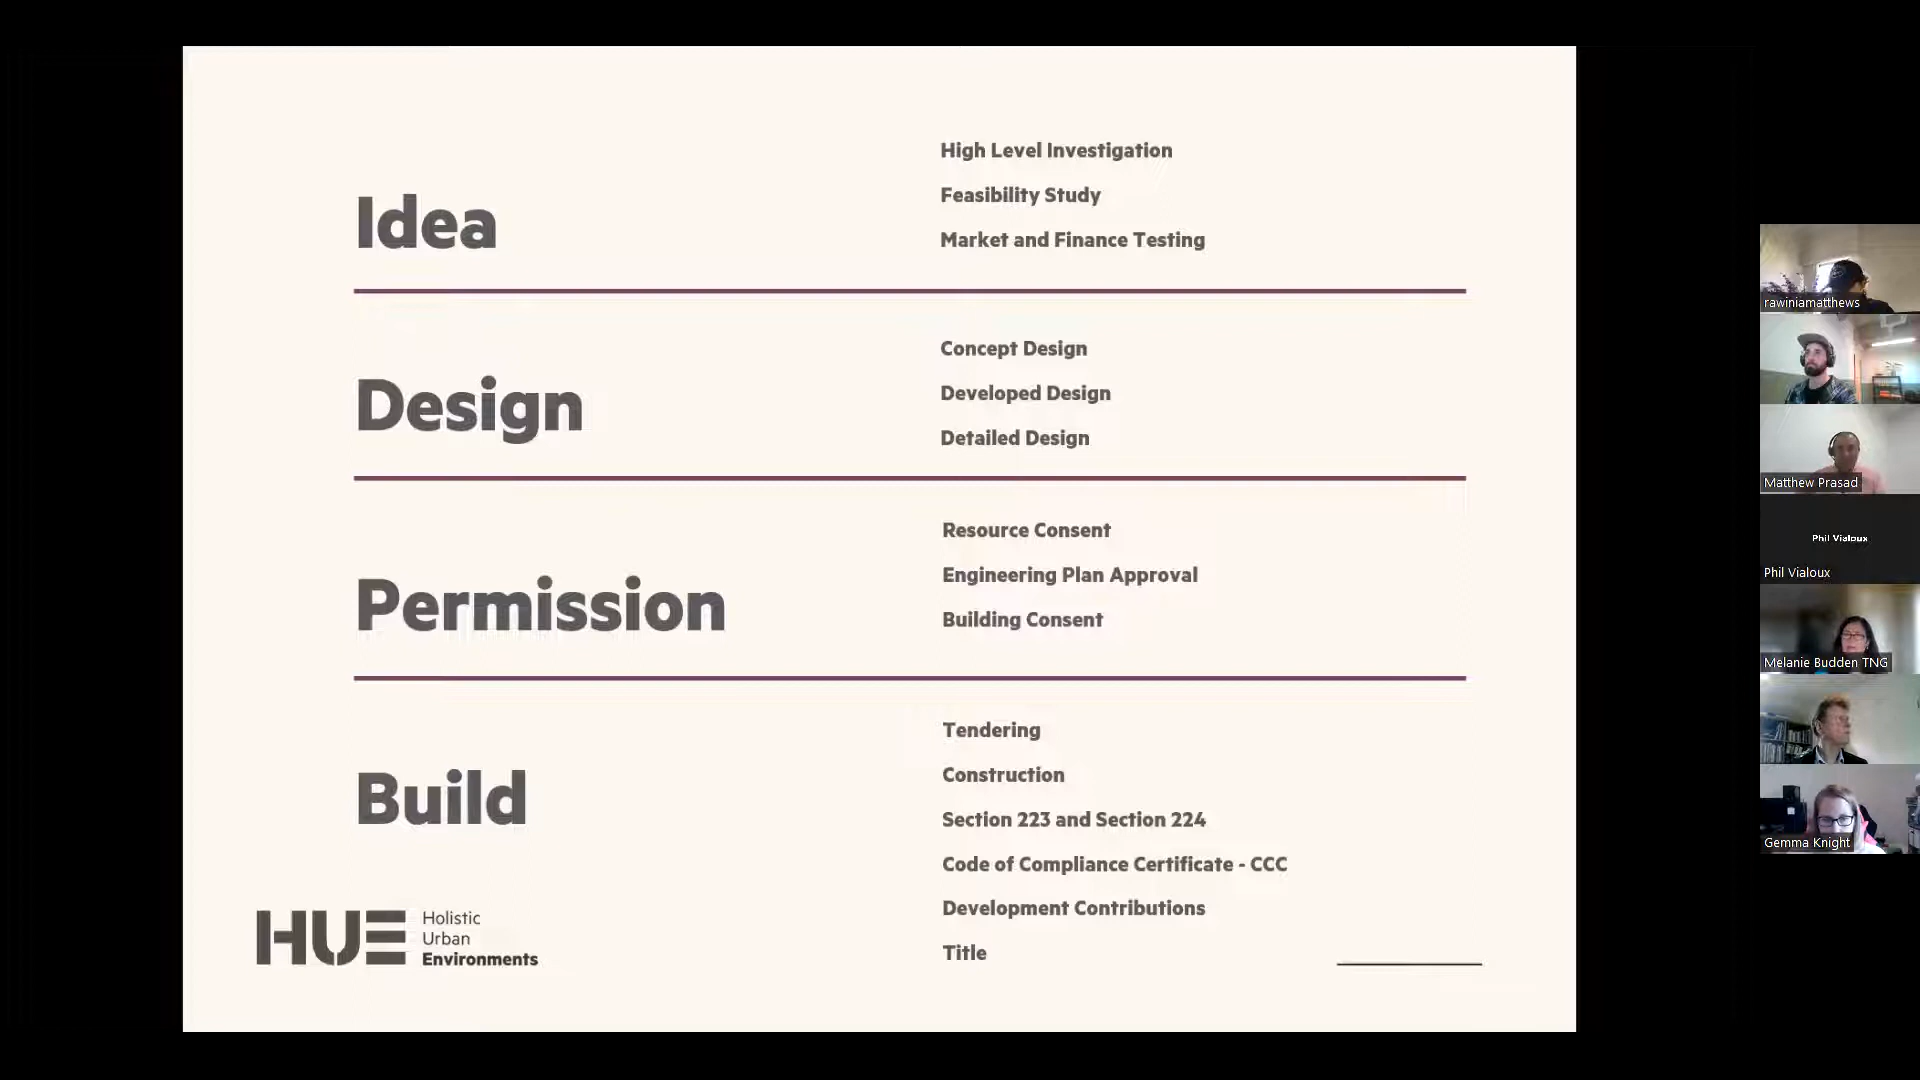 Idea
High Level Investigation
Feasibility Study
Market and Finance Testing
Design
Concept Design
Developed Design
Detailed Design
Permission
Resource Consent
Engineering Plan Approval
Building Consent
Build
Tendering
Construction
Section 223 and Section 224
Code of Compliance Certificate - CCC
Development Contributions
Title
HUE
Holistic
Urban
Environments
rawiniamatthews
Matthew Prasad
Phil Vialoux
Phil Vialoux
Melanie Budden TNG
Gemma Knight